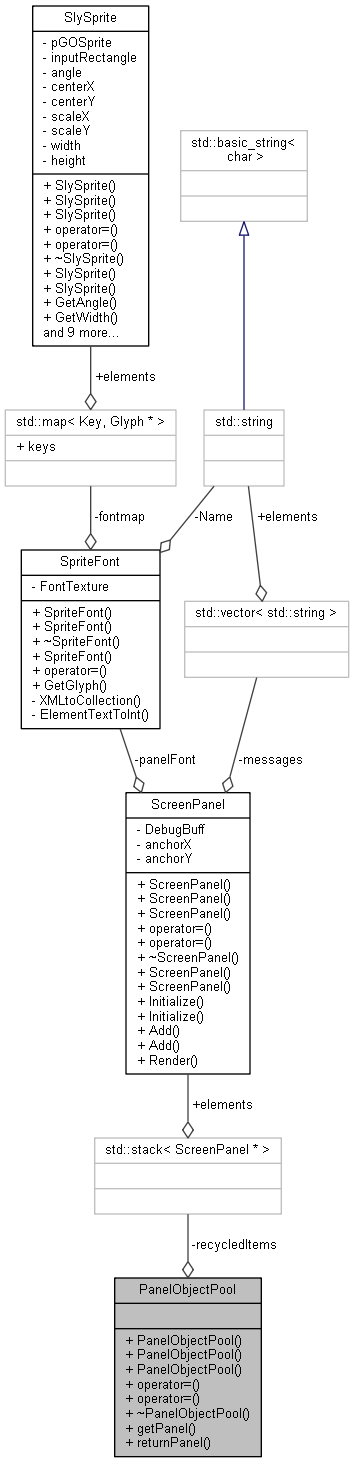 SlySprite
- pGOSprite
- inputRectangle
- angle
- centerX
- centerY
- scaleX
- scaleY
- width
- height
+ SlySprite()
+ SlySprite()
+ SlySprite()
+ operator=()
+ operator=()
+ ~SlySprite()
+ SlySprite()
+ SlySprite()
+ GetAngle()
+ GetWidth()
and 9 more...
std::basic_string<
char >
+elements
std::map< Key, Glyph * >
+ keys
std::string
-fontmap
-Name
+elements
SpriteFont
- FontTexture
+ SpriteFont()
+ SpriteFont()
+ ~SpriteFont()
+ SpriteFont()
+ operator=()
+ GetGlyph()
- XMLtoCollection()
- ElementTextToInt()
std::vector< std::string >
-panelFont
-messages
ScreenPanel
- DebugBuff
- anchorX
- anchorY
+ ScreenPanel()
+ ScreenPanel()
+ ScreenPanel()
+ operator=()
+ operator=()
+ ~ScreenPanel()
+ ScreenPanel()
+ ScreenPanel()
+ Initialize()
+ Initialize()
+ Add()
+ Add()
+ Render()
+elements
std::stack< ScreenPanel * >
-recycledItems
PanelObjectPool
+ PanelObjectPool()
+ PanelObjectPool()
+ PanelObjectPool()
+ operator=()
+ operator=()
+ ~PanelObjectPool()
+ getPanel()
+ returnPanel()